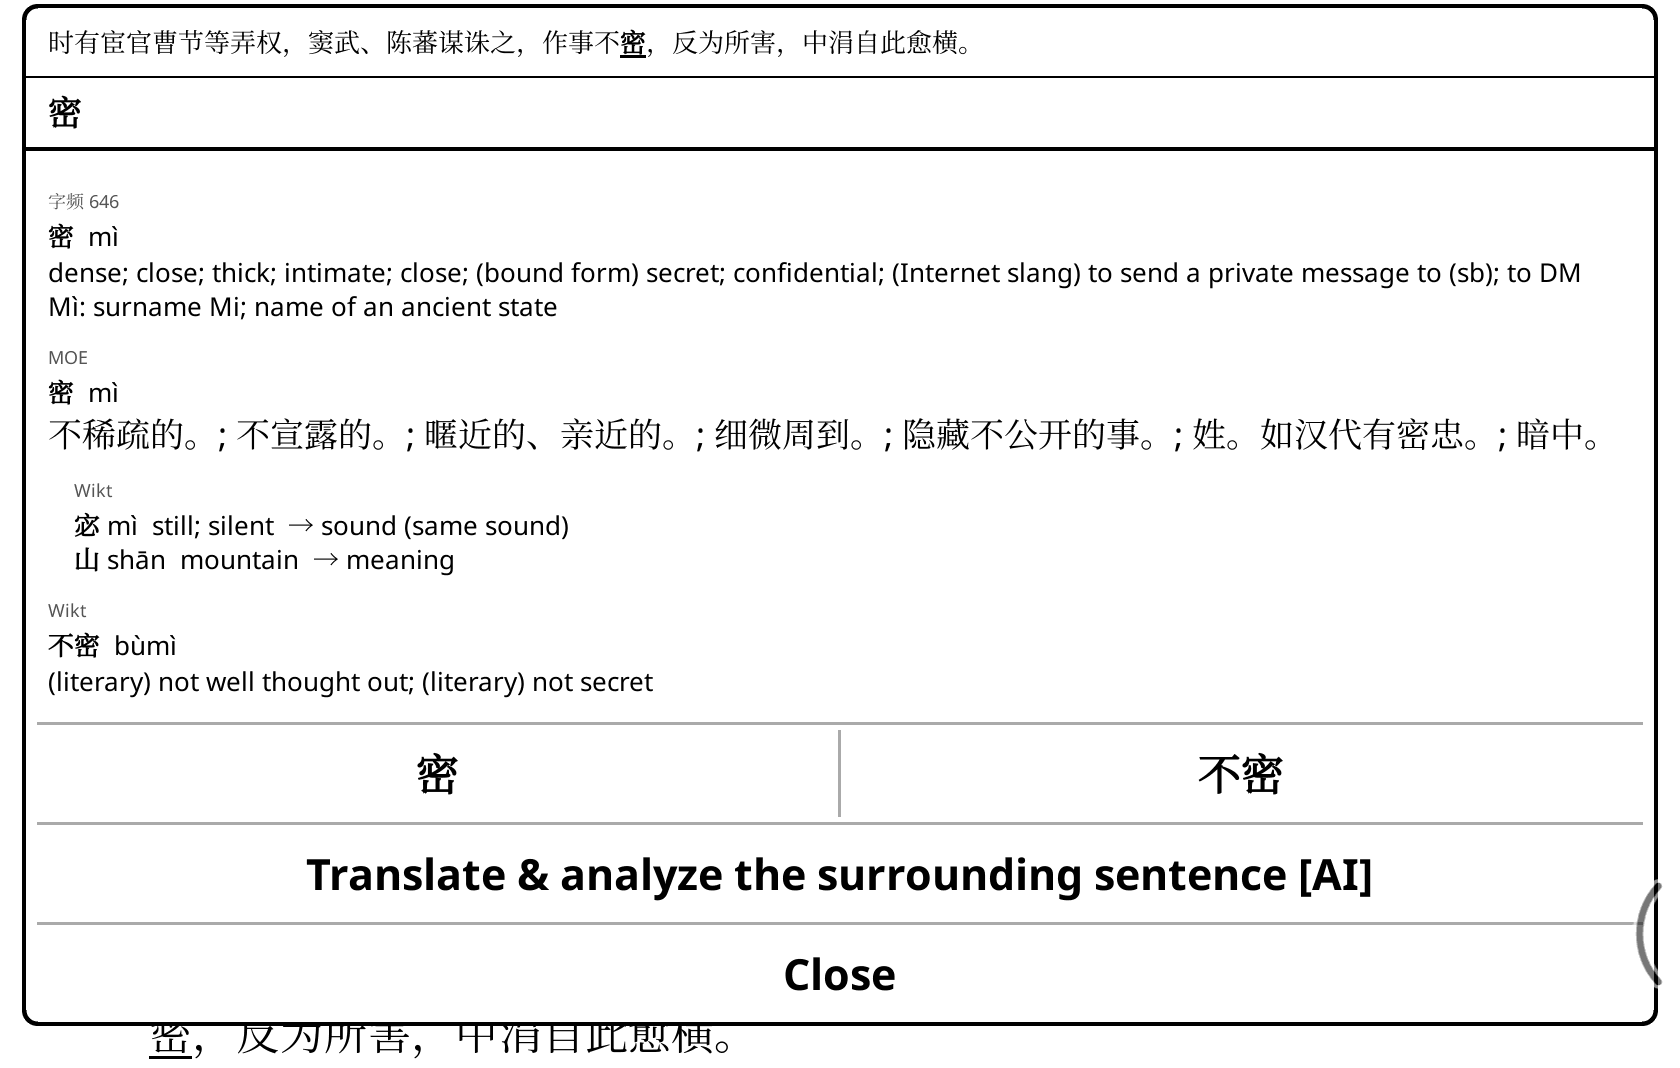 时有宦官曹节等弄权，窦武、陈蕃谋诛之，作事不密，反为所害，中涓自此愈横。
密
字频 646
密 mì
dense; close; thick; intimate; close; (bound form) secret; confidential; (Internet slang) to send a private message to (sb); to DM
Mì: surname Mi; name of an ancient state
MOE
密 mì
不稀疏的。; 不宣露的。; 暱近的、亲近的。; 细微周到。; 隐藏不公开的事。; 姓。如汉代有密忠。; 暗中。
Wikt
宓 mì still; silent → sound (same sound)
山 shān mountain → meaning
Wikt
不密 bùmì
(literary) not well thought out; (literary) not secret
密 不密
Translate & analyze the surrounding sentence [AI]
Close
密，反为所害，中涓自此愈横。